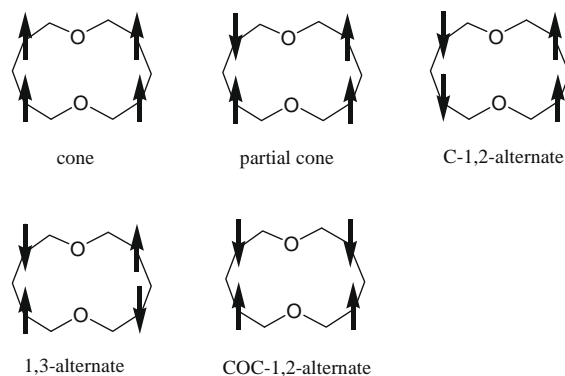 O O O
O O O
cone partial cone C-1,2-alternate
O O
O O
1,3-alternate COC-1,2-alternate